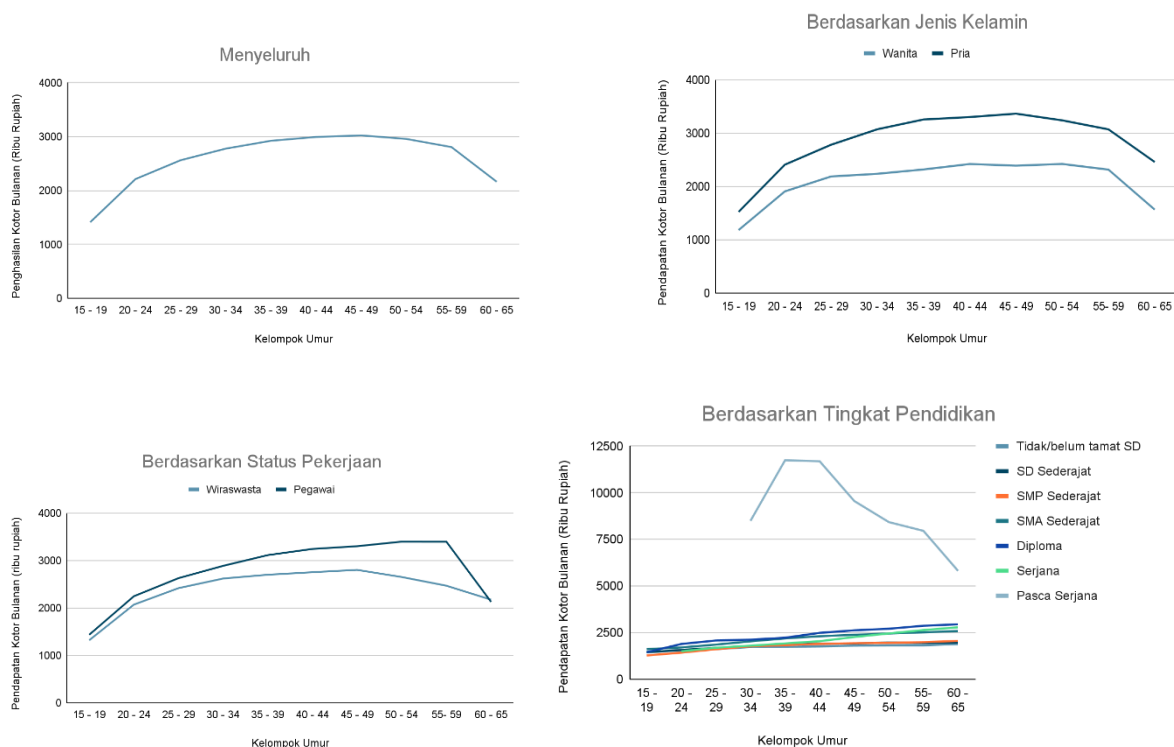 Menyeluruh
Penghasilan Kotor Bulanan (Ribu Rupiah)
4000
3000
2000
1000
0
15 - 19 20 - 24 25 - 29 30 - 34 35 - 39 40 - 44 45 - 49 50 - 54 55- 59 60 - 65
Kelompok Umur
Berdasarkan Jenis Kelamin
Wanita Pria
Pendapatan Kotor Bulanan (Ribu Rupiah)
4000
3000
2000
1000
0
15 - 19 20 - 24 25 - 29 30 - 34 35 - 39 40 - 44 45 - 49 50 - 54 55- 59 60 - 65
Kelompok Umur
Berdasarkan Status Pekerjaan
Wiraswasta Pegawai
Pendapatan Kotor Bulanan (ribu rupiah)
4000
3000
2000
1000
0
15 - 19 20 - 24 25 - 29 30 - 34 35 - 39 40 - 44 45 - 49 50 - 54 55- 59 60 - 65
Kelompok Umur
Berdasarkan Tingkat Pendidikan
Pendapatan Kotor Bulanan (Ribu Rupiah)
12500
10000
7500
5000
2500
0
15 - 20 - 25 - 30 - 35 - 40 - 45 - 50 - 55- 60 -
19 24 29 34 39 44 49 54 59 65
Kelompok Umur
Tidak/belum tamat SD
SD Sederajat
SMP Sederajat
SMA Sederajat
Diploma
Serjana
Pasca Serjana